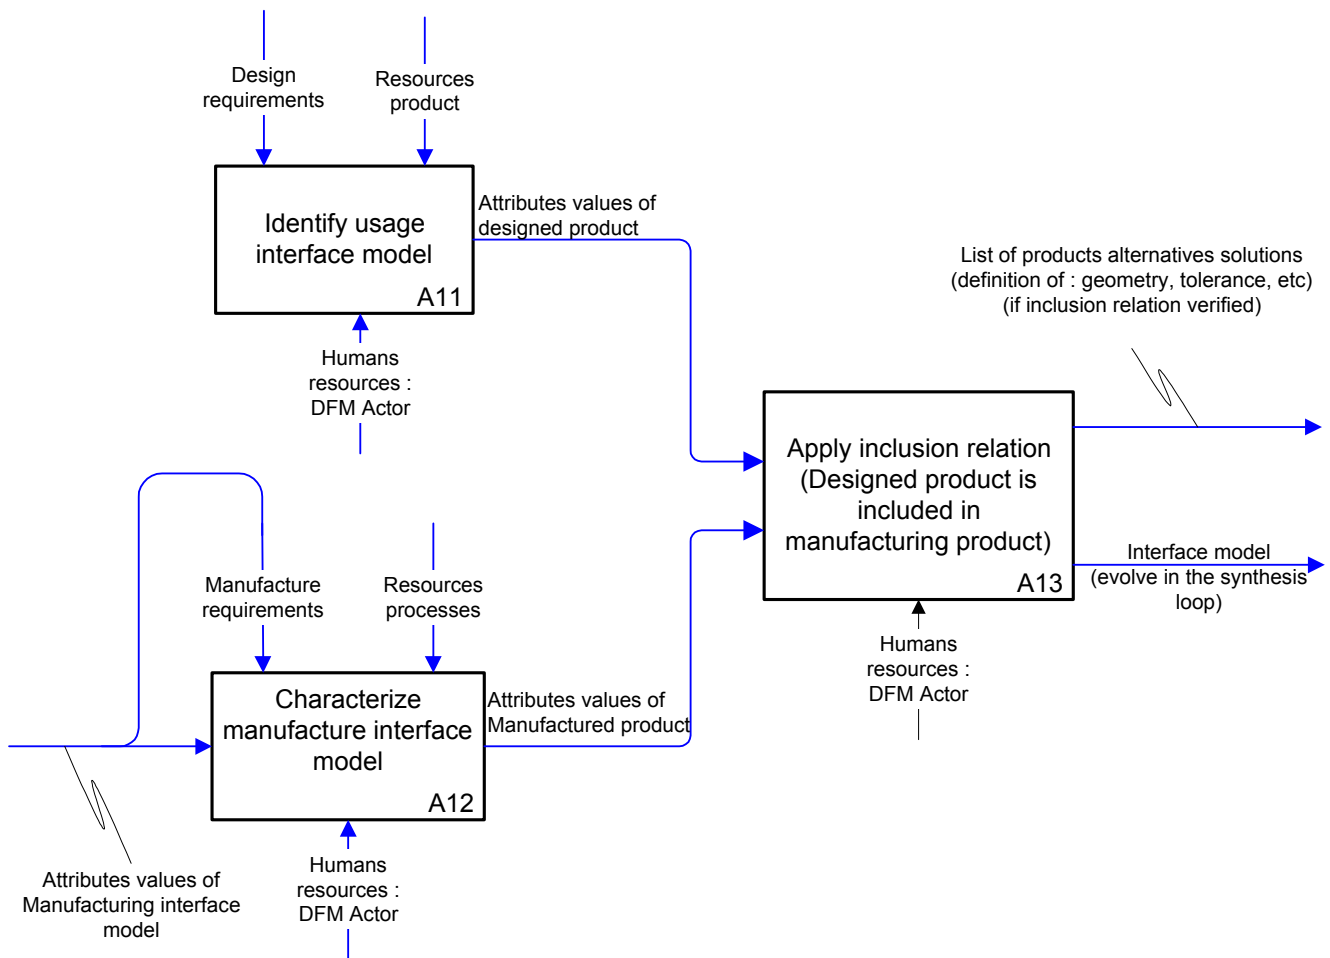 Design
requirements
Resources
product
Identify usage
interface model
A11
Attributes values of
designed product
Humans
resources :
DFM Actor
List of products alternatives solutions
(definition of : geometry, tolerance, etc)
(if inclusion relation verified)
Apply inclusion relation
(Designed product is
included in
manufacturing product)
A13
Interface model
(evolve in the synthesis
loop)
Humans
resources :
DFM Actor
Manufacture
requirements
Resources
processes
Characterize
manufacture interface
model
A12
Attributes values of
Manufactured product
Humans
resources :
DFM Actor
Attributes values of
Manufacturing interface
model